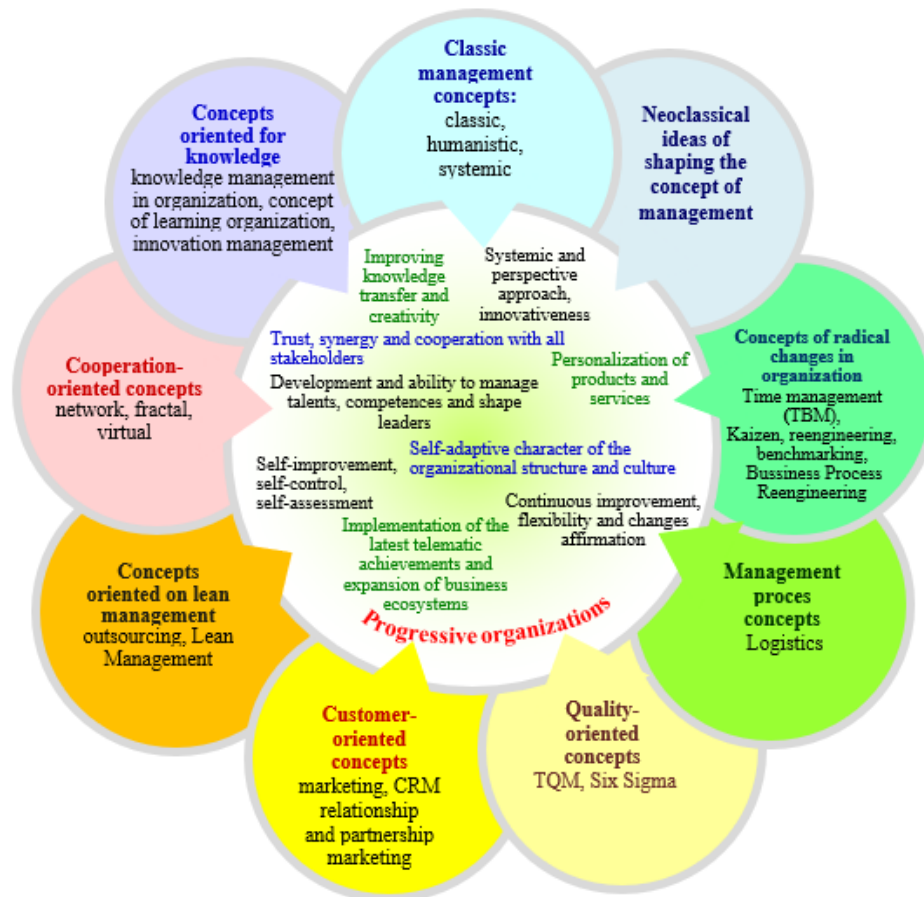 Classic
management
concepts:
classic,
humanistic,
systemic
Neoclassical
ideas of
shaping the
concept of
management
Concepts of radical
changes in
organization
Time management
(TBM),
Kaizen, reengineering,
benchmarking,
Bussiness Process
Reengineering
Management
proces
concepts
Logistics
Quality-
oriented
concepts
TQM, Six Sigma
Customer-
oriented
concepts
marketing, CRM
relationship
and partnership
marketing
Concepts
oriented on lean
management
outsourcing, Lean
Management
Cooperation-
oriented concepts
network, fractal,
virtual
Concepts
oriented for
knowledge
knowledge management
in organization, concept
of learning organization,
innovation management
Improving
knowledge
transfer and
creativity
Systemic and
perspective
approach,
innovativeness
Trust, synergy and cooperation with all
stakeholders
Personalization of
products and
services
Development and ability to manage
talents, competences and shape
leaders
Self-adaptive character of the
organizational structure and culture
Self-improvement,
self-control,
self-assessment
Continuous improvement,
flexibility and changes
affirmation
Implementation of the
latest telematic
achievements and
expansion of business
ecosystems
Progressive organizations